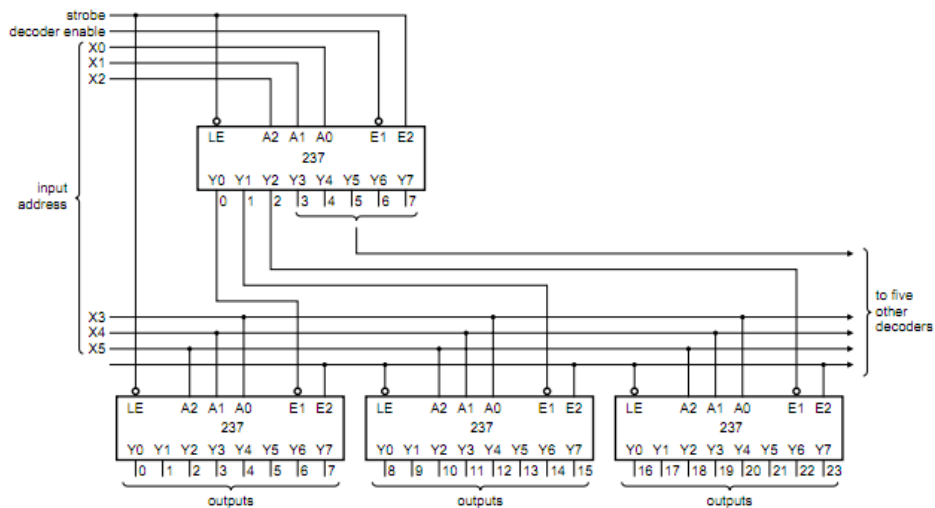 strobe
decoder enable
X0
X1
X2
LE A2 A1 A0 E1 E2
237
Y0 Y1 Y2 Y3 Y4 Y5 Y6 Y7
0 1 2 3 4 5 6 7
input
address
to five
other
decoders
X3
X4
X5
LE A2 A1 A0 E1 E2
237
Y0 Y1 Y2 Y3 Y4 Y5 Y6 Y7
0 1 2 3 4 5 6 7
outputs
LE A2 A1 A0 E1 E2
237
Y0 Y1 Y2 Y3 Y4 Y5 Y6 Y7
8 9 10 11 12 13 14 15
outputs
LE A2 A1 A0 E1 E2
237
Y0 Y1 Y2 Y3 Y4 Y5 Y6 Y7
16 17 18 19 20 21 22 23
outputs